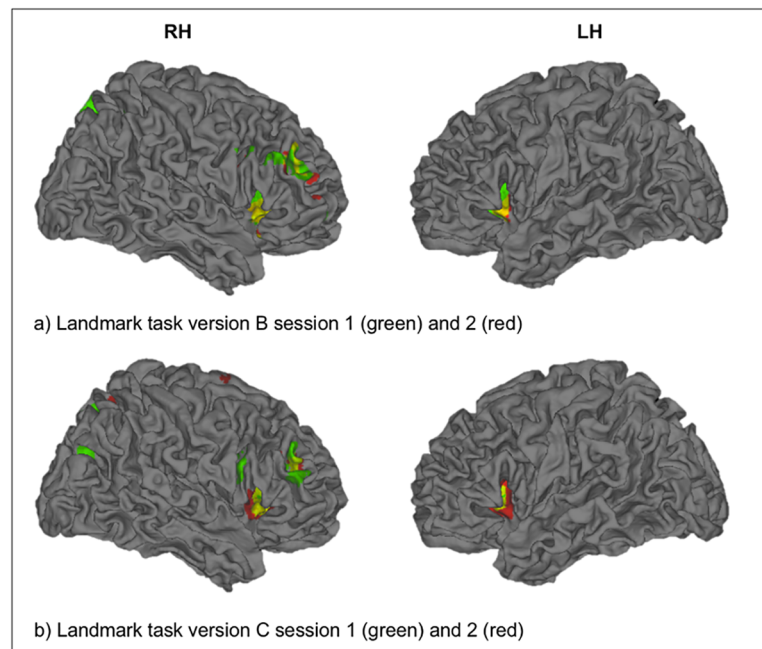 RH
LH
a) Landmark task version B session 1 (green) and 2 (red)
b) Landmark task version C session 1 (green) and 2 (red)